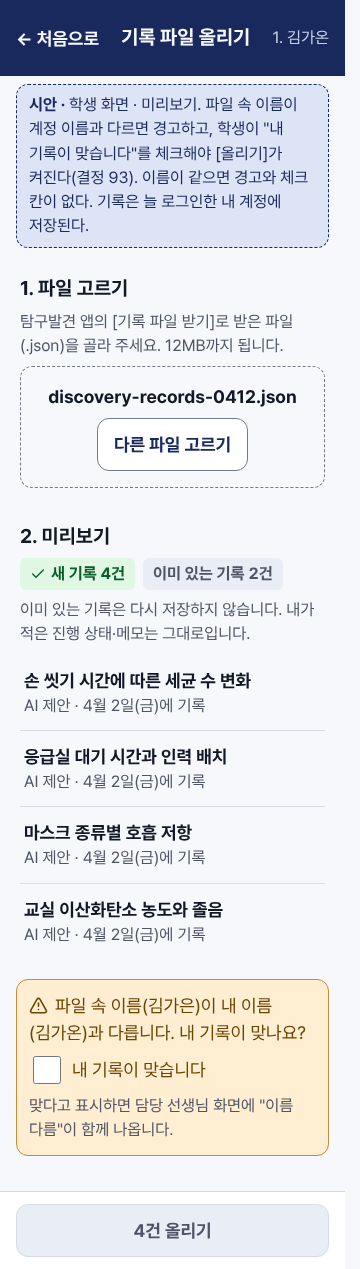 ← 처음으로 기록 파일 올리기 1. 김가온
시안 · 학생 화면 · 미리보기. 파일 속 이름이
계정 이름과 다르면 경고하고, 학생이 "내
기록이 맞습니다"를 체크해야 [올리기]가
켜진다(결정 93). 이름이 같으면 경고와 체크
칸이 없다. 기록은 늘 로그인한 내 계정에
저장된다.
1. 파일 고르기
탐구발견 앱의 [기록 파일 받기]로 받은 파일
(.json)을 골라 주세요. 12MB까지 됩니다.
discovery-records-0412.json
다른 파일 고르기
2. 미리보기
✓ 새 기록 4건 이미 있는 기록 2건
이미 있는 기록은 다시 저장하지 않습니다. 내가
적은 진행 상태·메모는 그대로입니다.
손 씻기 시간에 따른 세균 수 변화
AI 제안 · 4월 2일(금)에 기록
응급실 대기 시간과 인력 배치
AI 제안 · 4월 2일(금)에 기록
마스크 종류별 호흡 저항
AI 제안 · 4월 2일(금)에 기록
교실 이산화탄소 농도와 졸음
AI 제안 · 4월 2일(금)에 기록
파일 속 이름(김가은)이 내 이름
(김가온)과 다릅니다. 내 기록이 맞나요?
내 기록이 맞습니다
맞다고 표시하면 담당 선생님 화면에 "이름
다름"이 함께 나옵니다.
4건 올리기